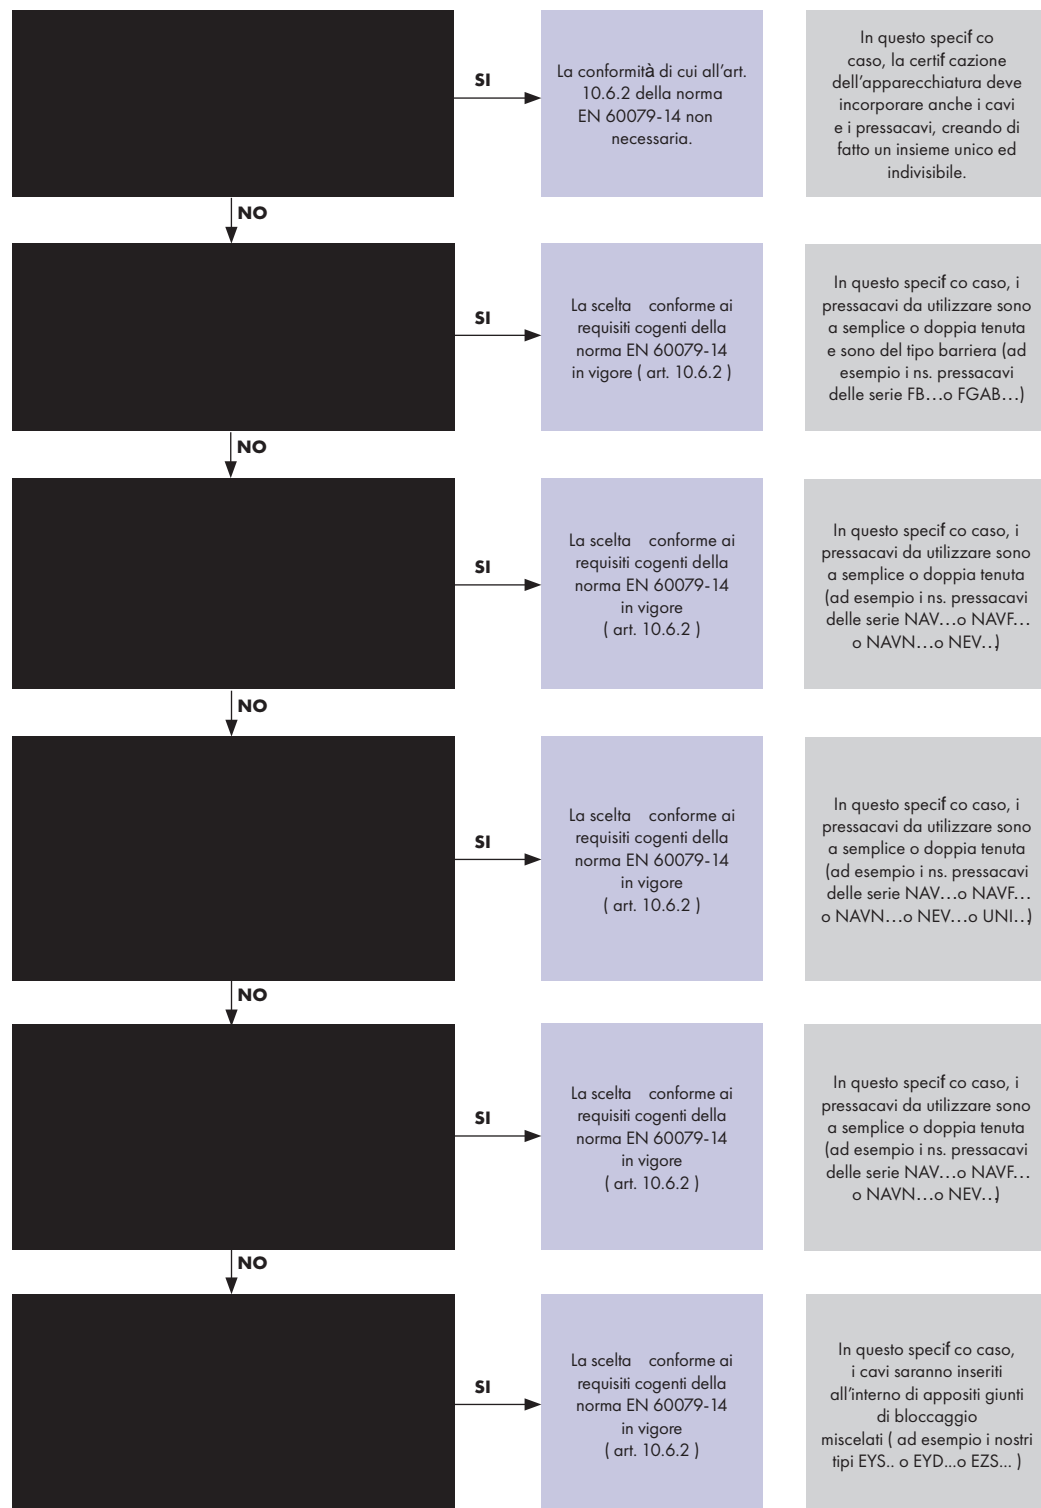 SI
La conformità di cui all'art.
10.6.2 della norma
EN 60079-14 non
necessaria.
In questo specif co
caso, la certif cazione
dell'apparecchiatura deve
incorporare anche i cavi
e i pressacavi, creando di
fatto un insieme unico ed
indivisibile.
NO
SI
La scelta conforme ai
requisiti cogenti della
norma EN 60079-14
in vigore ( art. 10.6.2 )
In questo specif co caso, i
pressacavi da utilizzare sono
a semplice o doppia tenuta
e sono del tipo barriera (ad
esempio i ns. pressacavi
delle serie FB...o FGAB...)
NO
SI
La scelta conforme ai
requisiti cogenti della
norma EN 60079-14
in vigore
( art. 10.6.2 )
In questo specif co caso, i
pressacavi da utilizzare sono
a semplice o doppia tenuta
(ad esempio i ns. pressacavi
delle serie NAV...o NAVF...
o NAVN...o NEV...)
NO
SI
La scelta conforme ai
requisiti cogenti della
norma EN 60079-14
in vigore
( art. 10.6.2 )
In questo specif co caso, i
pressacavi da utilizzare sono
a semplice o doppia tenuta
(ad esempio i ns. pressacavi
delle serie NAV...o NAVF...
o NAVN...o NEV...o UNI...)
NO
SI
La scelta conforme ai
requisiti cogenti della
norma EN 60079-14
in vigore
( art. 10.6.2 )
In questo specif co caso, i
pressacavi da utilizzare sono
a semplice o doppia tenuta
(ad esempio i ns. pressacavi
delle serie NAV...o NAVF...
o NAVN...o NEV...)
NO
SI
La scelta conforme ai
requisiti cogenti della
norma EN 60079-14
in vigore
( art. 10.6.2 )
In questo specif co caso,
i cavi saranno inseriti
all'interno di appositi giunti
di bloccaggio
miscelati ( ad esempio i nostri
tipi EYS.. o EYD...o EZS... )